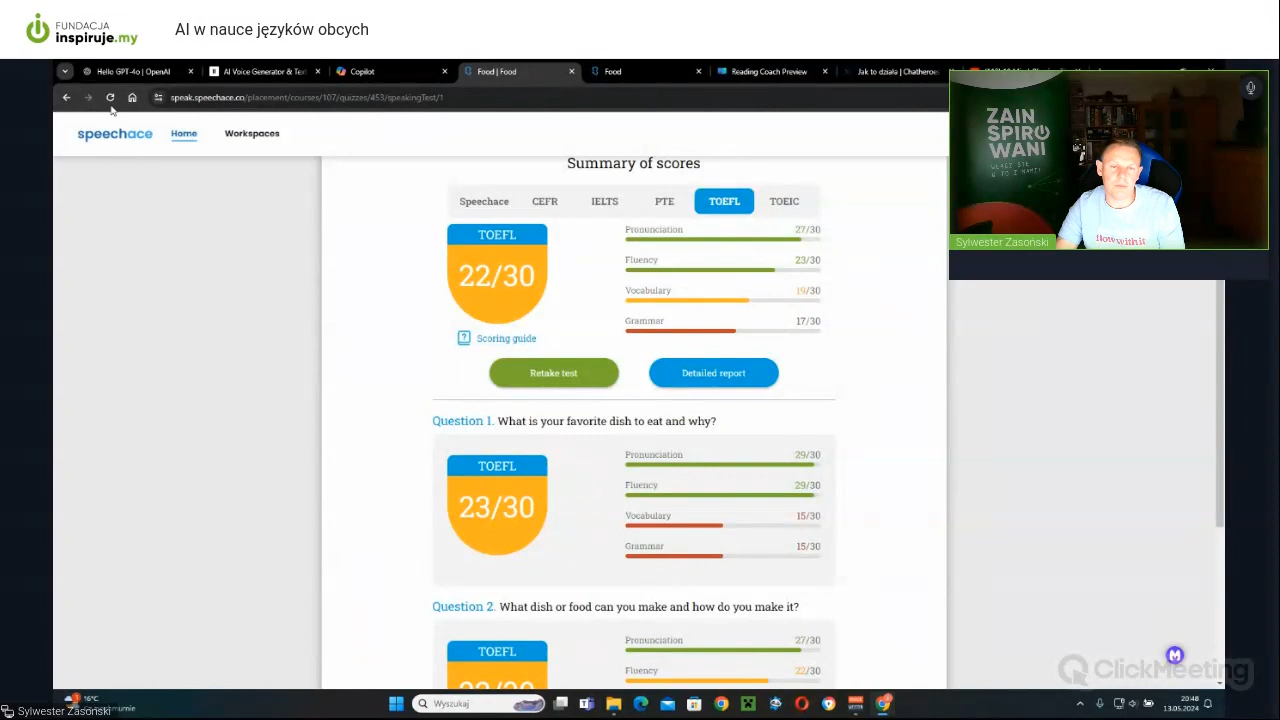 FUNDACJA
inspiruje.my
AI w nauce języków obcych
Hello GPT-4o | OpenAI
AI Voice Generator & Text
Copilot
Food | Food
Food
Reading Coach Preview
Jak to działa | Chatheroes
speak.speechace.co/placement/courses/107/quizzes/453/speakingTest/1
speechace
Home
Workspaces
ZAIN
SPIRO
WANI
Sylwester Zasoński
Summary of scores
Speechace
CEFR
IELTS
PTE
TOEFL
TOEIC
TOEFL
22/30
Scoring guide
Pronunciation 27/30
Fluency 23/30
Vocabulary 19/30
Grammar 17/30
Retake test
Detailed report
Question 1. What is your favorite dish to eat and why?
TOEFL
23/30
Pronunciation 29/30
Fluency 29/30
Vocabulary 15/30
Grammar 15/30
Question 2. What dish or food can you make and how do you make it?
TOEFL
Pronunciation 27/30
Fluency 22/30
ClickMeeting
16°C
Wyszukaj
20:48
13.05.2024
Sylwester Zasoński